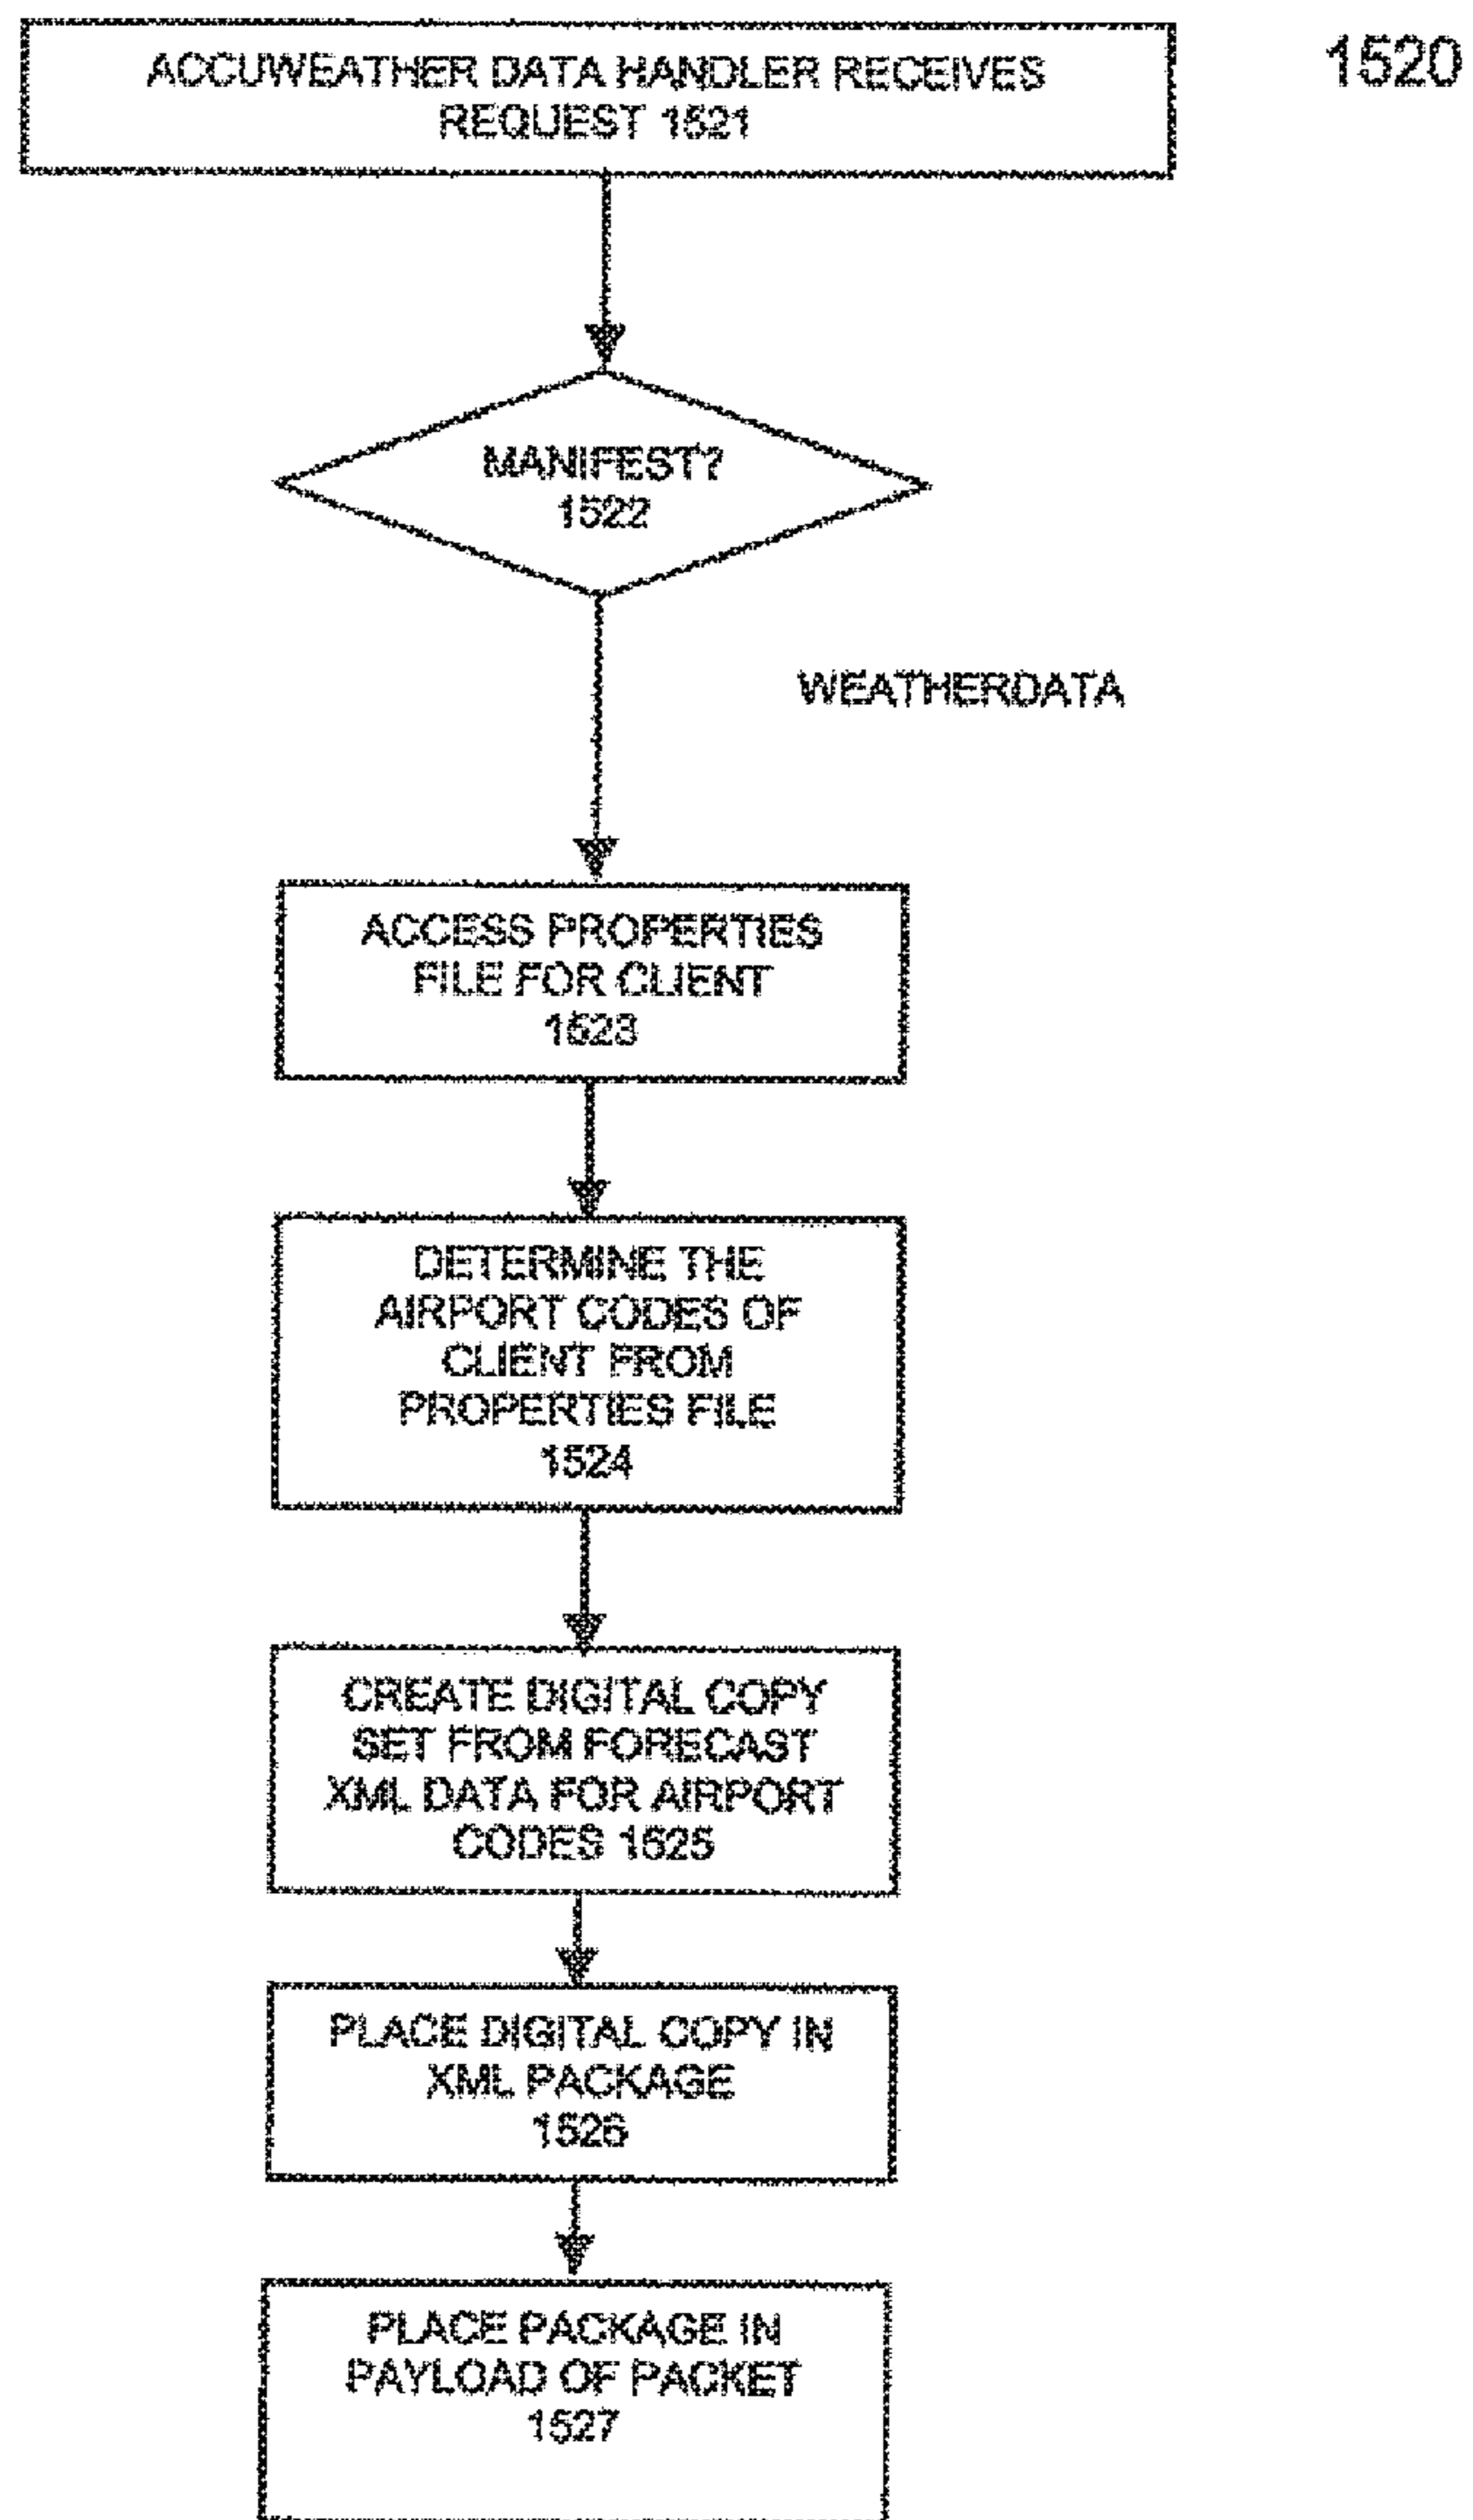 ACCUWEATHER DATA HANDLER RECEIVES
REQUEST 1521
1520
MANIFEST?
1522
WEATHERDATA
ACCESS PROPERTIES
FILE FOR CLIENT
1523
DETERMINE THE
AIRPORT CODES OF
CLIENT FROM
PROPERTIES FILE
1524
CREATE DIGITAL COPY
SET FROM FORECAST
XML DATA FOR AIRPORT
CODES 1525
PLACE DIGITAL COPY IN
XML PACKAGE
1526
PLACE PACKAGE IN
PAYLOAD OF PACKET
1527